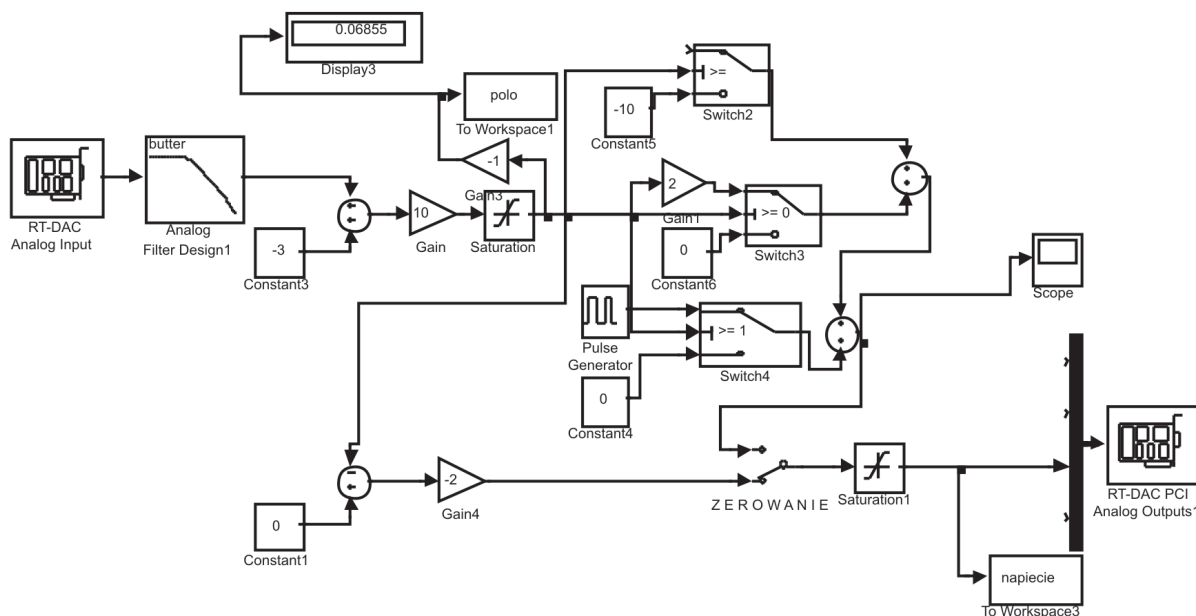 0.06855
Display3
polo
To Workspace1
>=
Switch2
-10
Constant5
RT-DAC
Analog Input
butter
Analog
Filter Design1
-3
Constant3
10
Gain
-1
Gain3
Saturation
2
Gain1
>= 0
Switch3
0
Constant6
Scope
Pulse
Generator
>= 1
Switch4
0
Constant4
0
Constant1
-2
Gain4
ZEROWANIE
Saturation1
RT-DAC PCI
Analog Outputs1
napiecie
To Workspace3